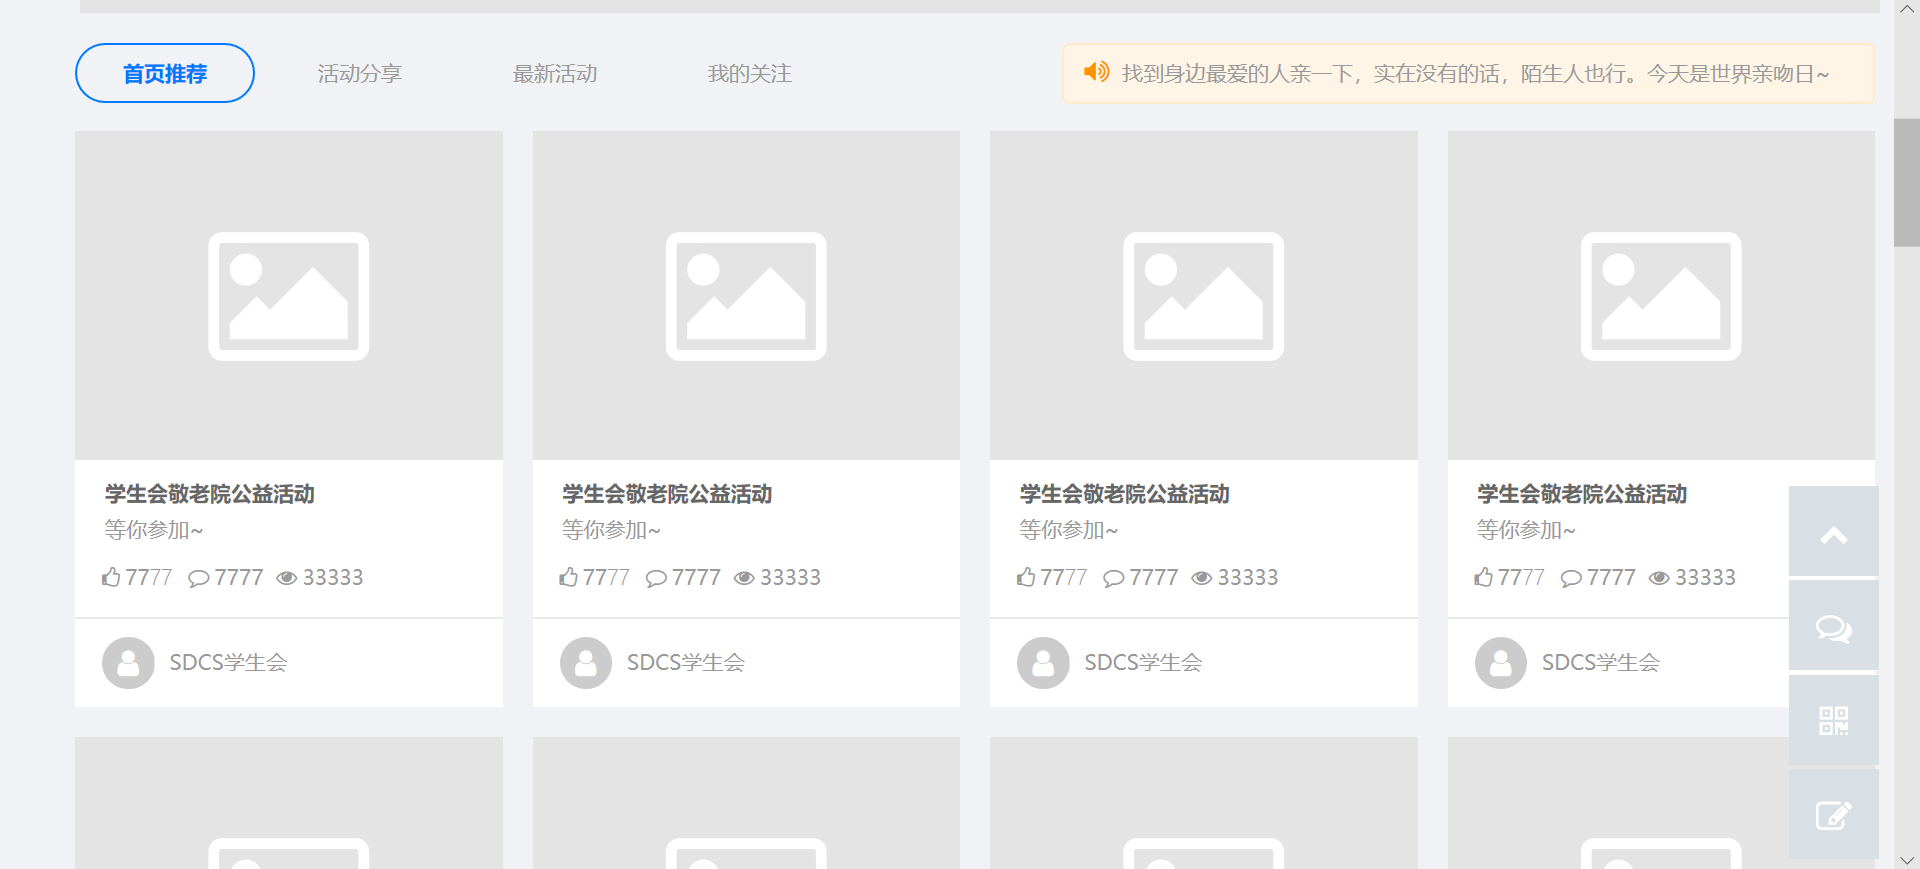 首页推荐 活动分享 最新活动 我的关注 找到身边最爱的人亲一下，实在没有的话，陌生人也行。今天是世界亲吻日~
学生会敬老院公益活动 学生会敬老院公益活动 学生会敬老院公益活动 学生会敬老院公益活动
等你参加~ 等你参加~ 等你参加~ 等你参加~
7777 7777 33333 7777 7777 33333 7777 7777 33333 7777 7777 33333
SDCS学生会 SDCS学生会 SDCS学生会 SDCS学生会